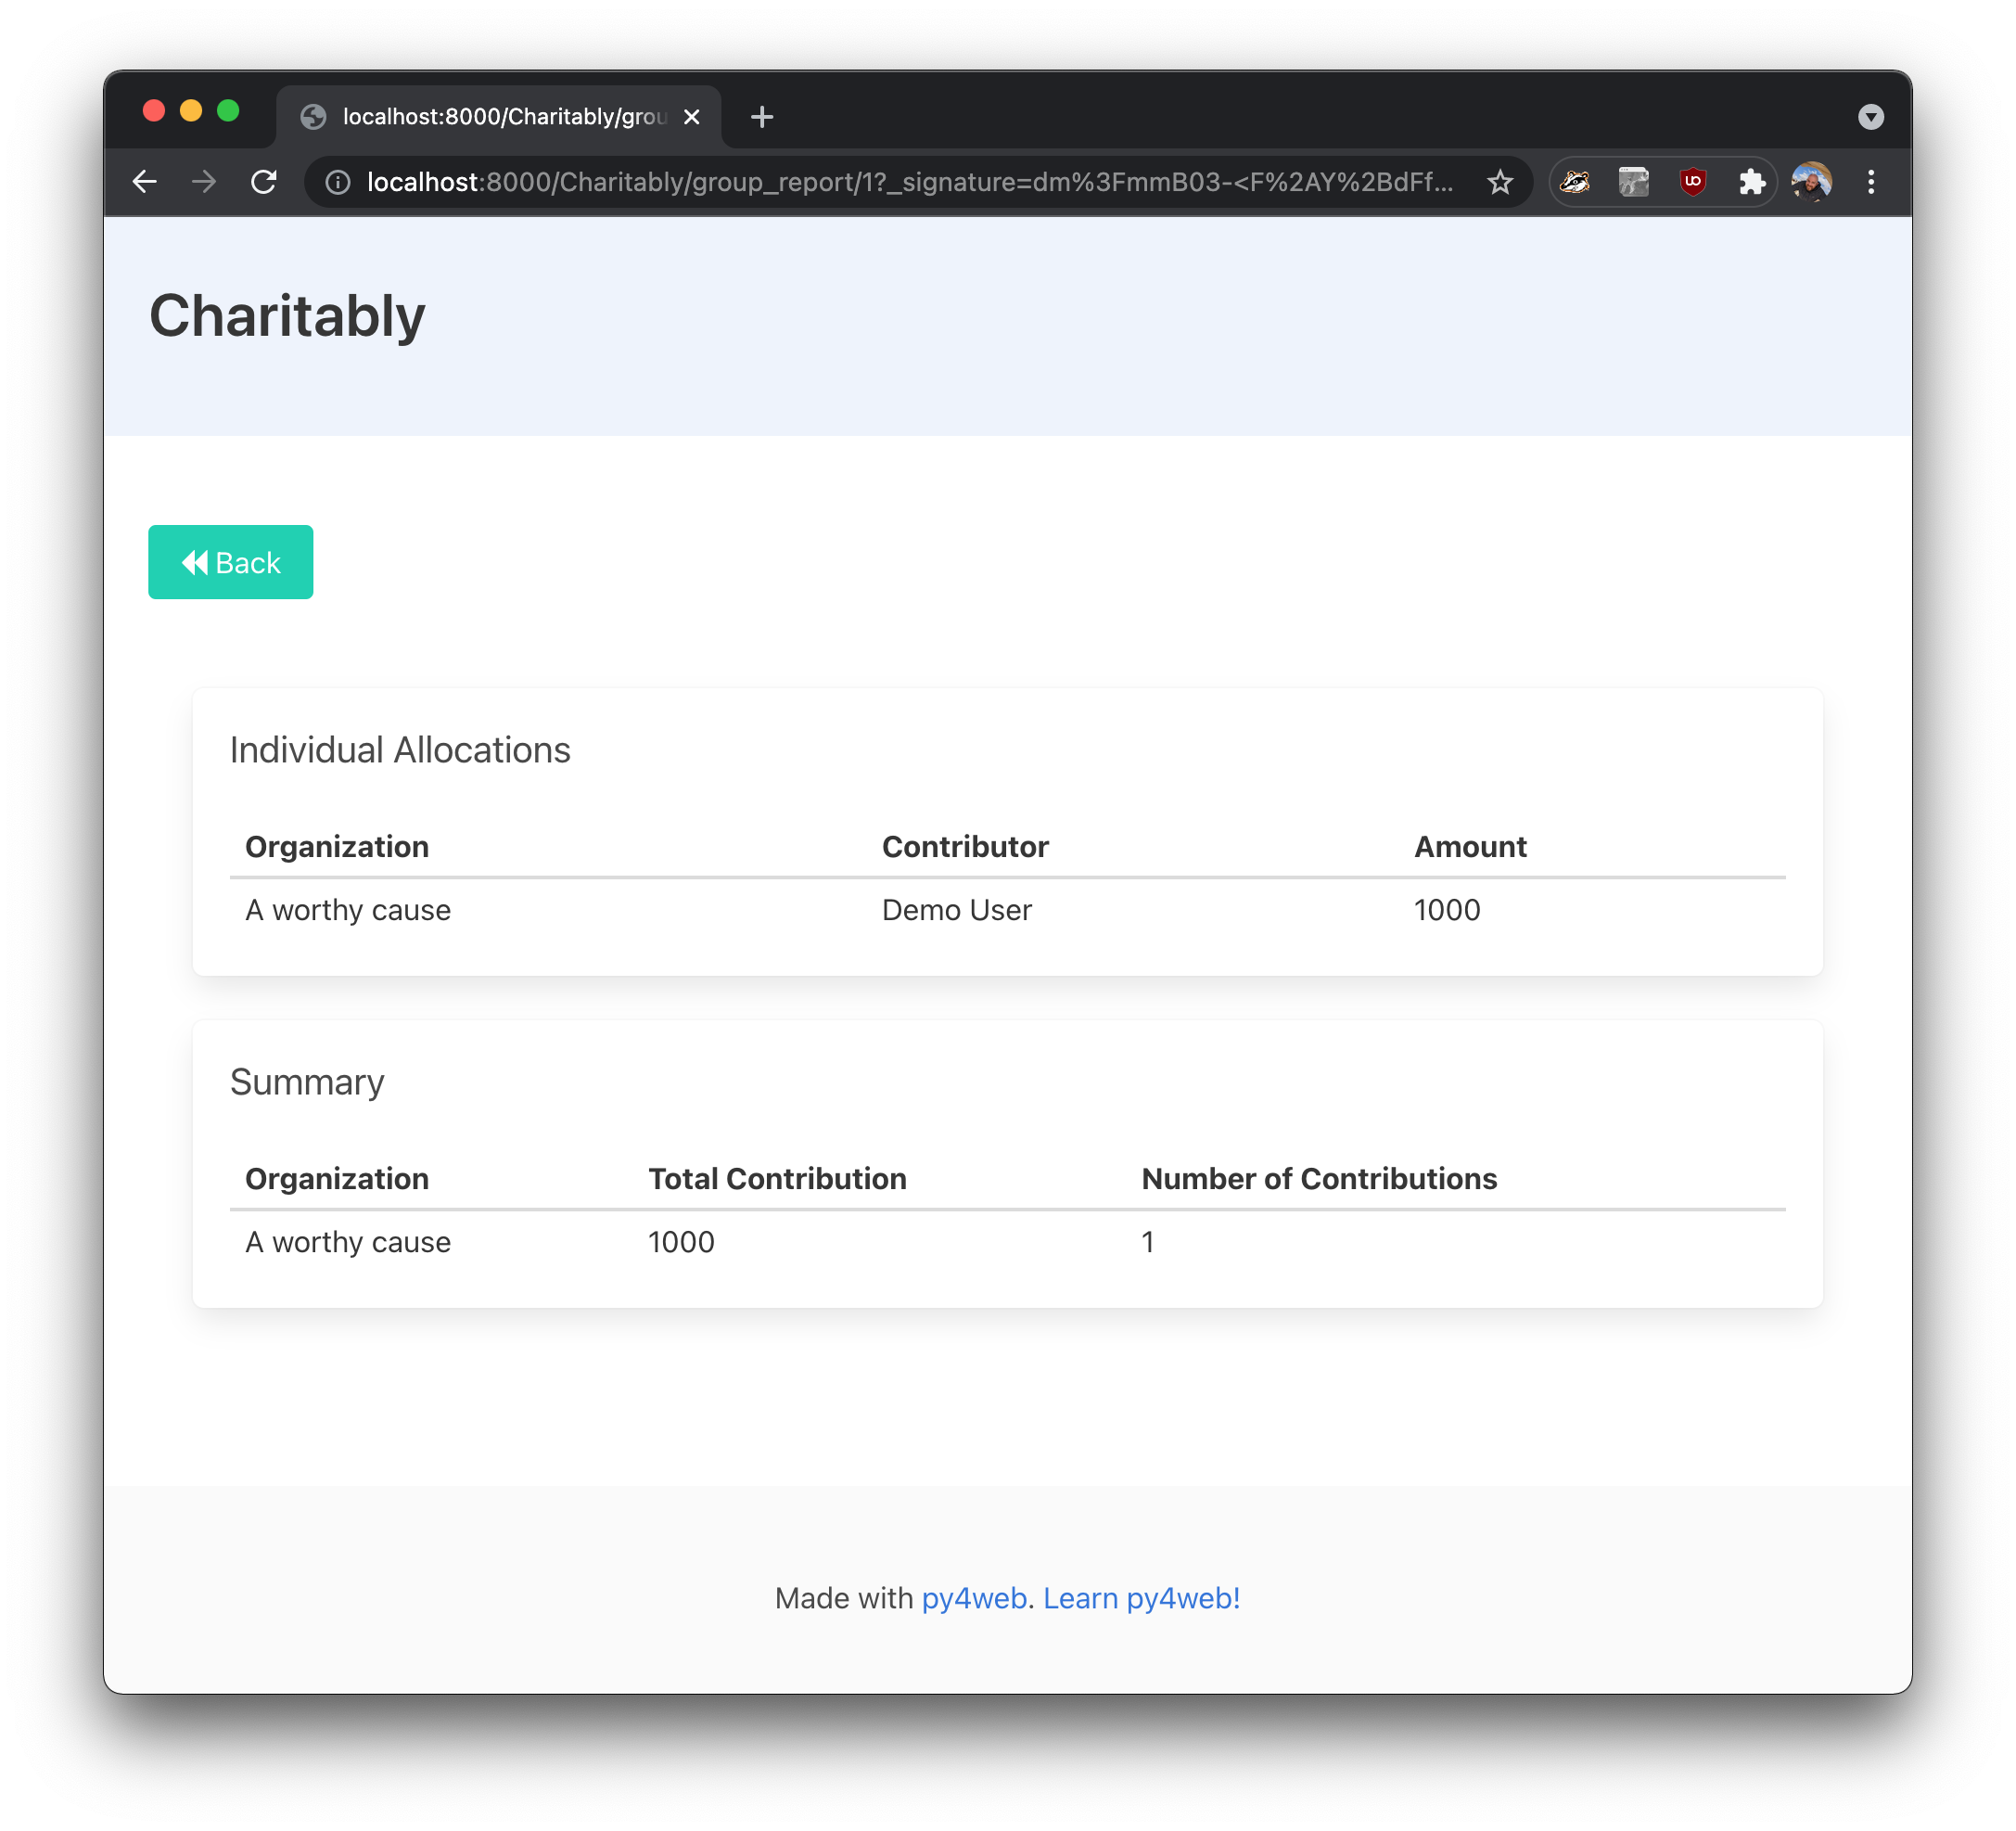 localhost:8000/Charitably/grou
localhost:8000/Charitably/group_report/1?_signature=dm%3FmmB03-<F%2AY%2BdFf...
Charitably
Back
Individual Allocations
Organization Contributor Amount
A worthy cause Demo User 1000
Summary
Organization Total Contribution Number of Contributions
A worthy cause 1000 1
Made with py4web. Learn py4web!